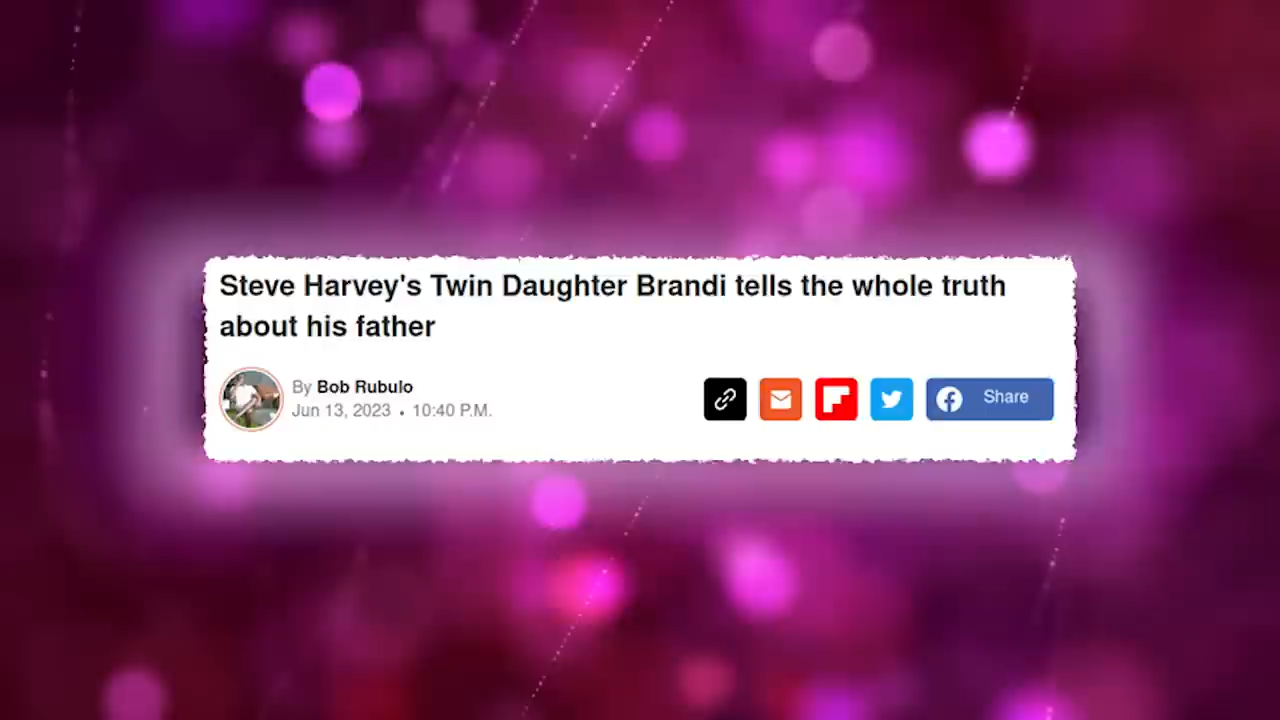 Steve Harvey's Twin Daughter Brandi tells the whole truth
about his father
By Bob Rubulo
Jun 13, 2023 • 10:40 P.M.
Share